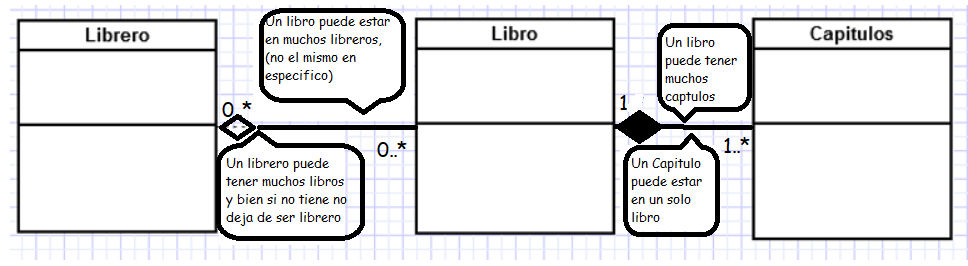 Librero
Un libro puede estar
en muchos libreros,
(no el mismo en
especifico)
0..*
0..*
Un librero puede
tener muchos libros
y bien si no tiene no
deja de ser librero
Libro
Un libro
puede tener
muchos
captulos
1
1..*
Un Capitulo
puede estar
en un solo
libro
Capitulos